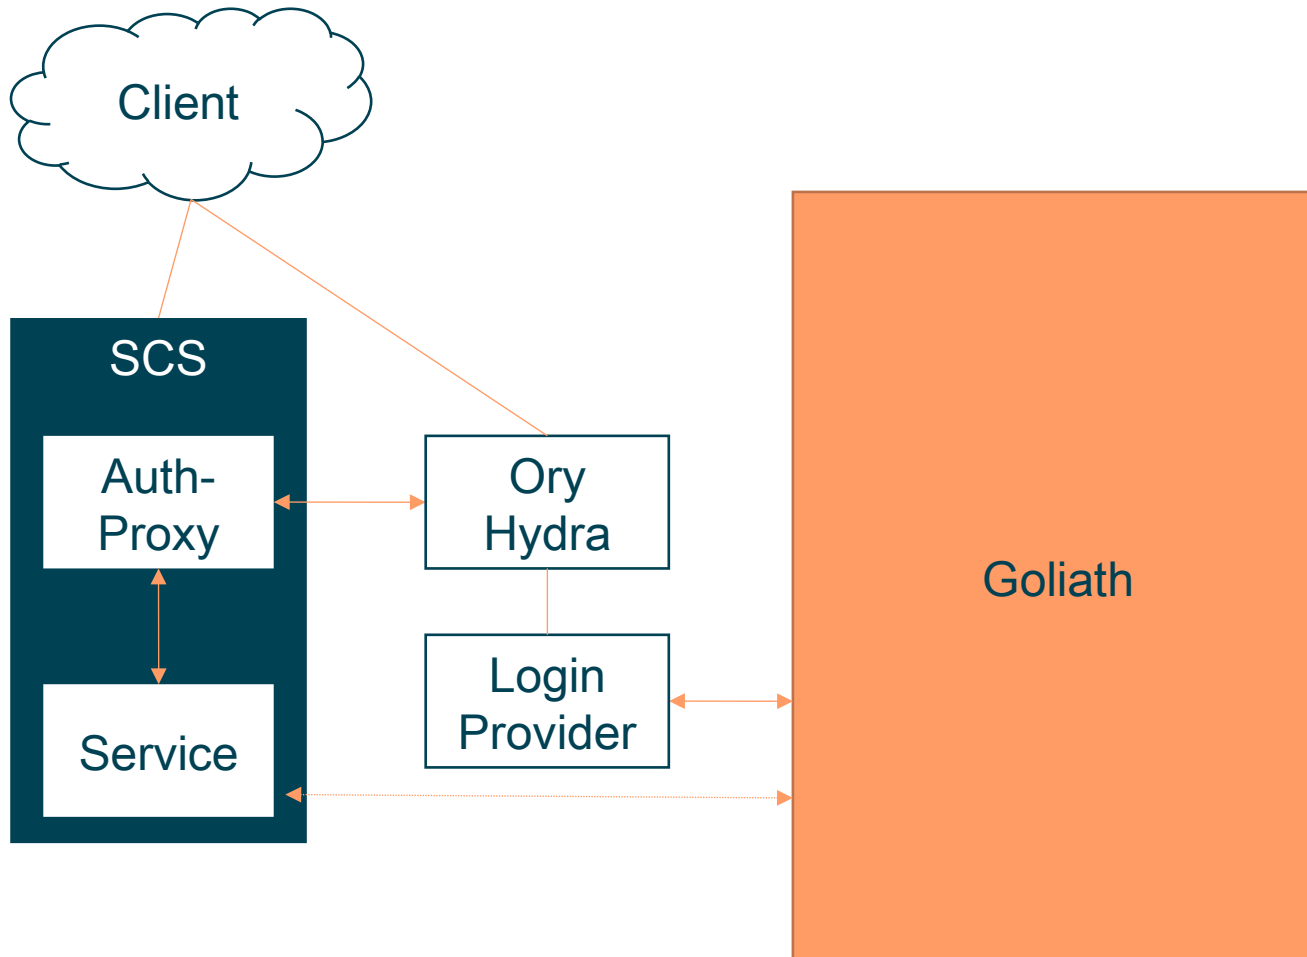 Client
SCS
Auth-
Proxy
Ory
Hydra
Goliath
Login
Provider
Service